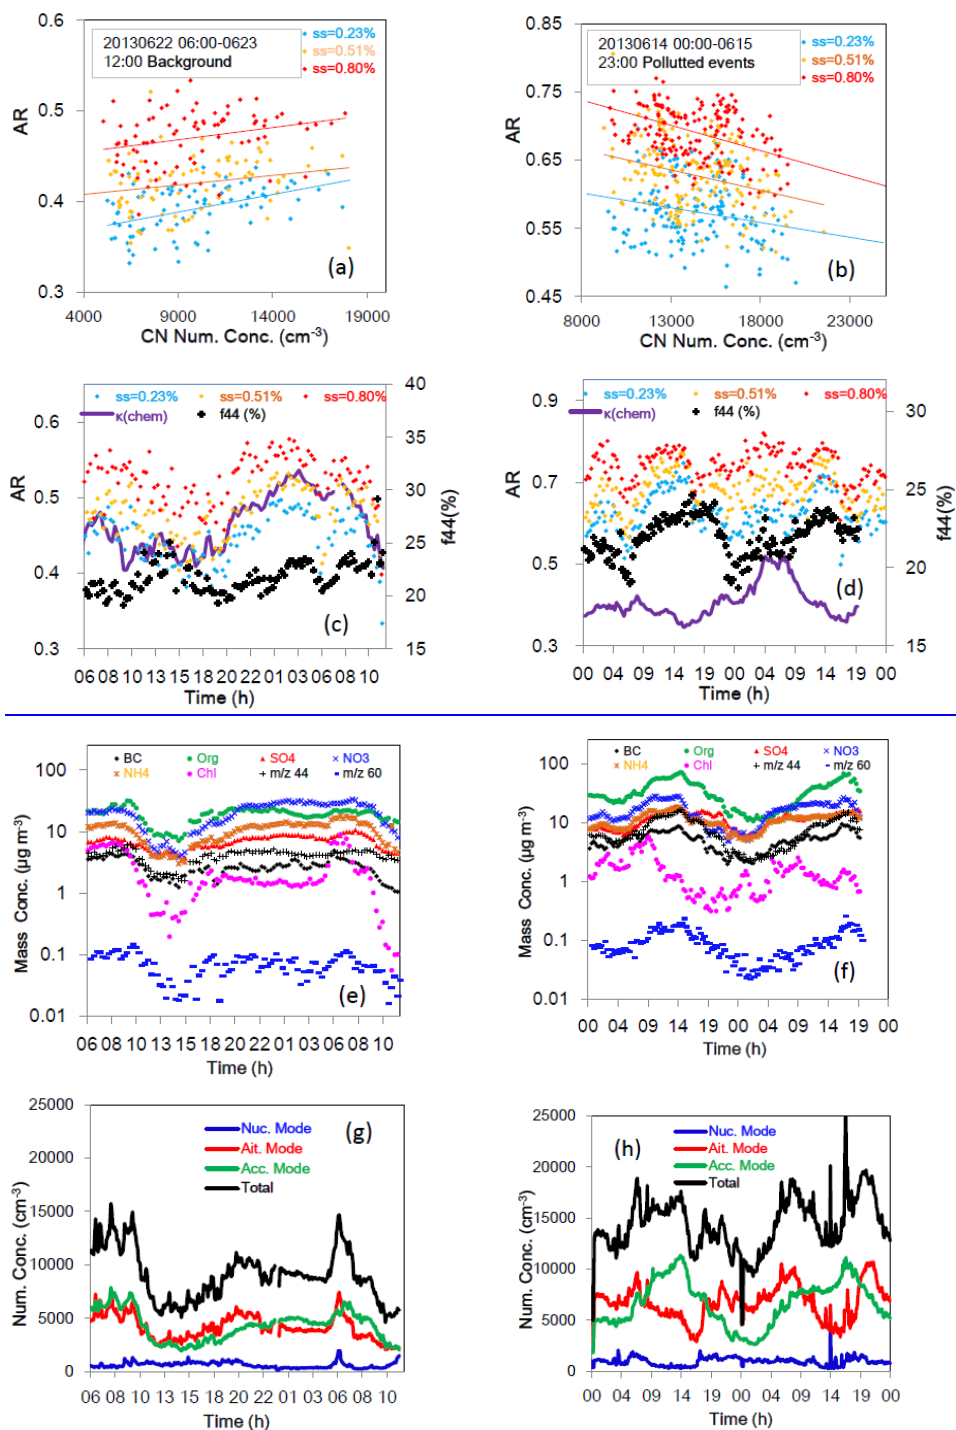 0.6
0.5
0.4
0.3
AR
20130622 06:00-0623
12:00 Background
ss=0.23%
ss=0.51%
ss=0.80%
(a)
4000 9000 14000 19000
CN Num. Conc. (cm-3)
0.85
0.75
0.65
0.55
0.45
AR
20130614 00:00-0615
23:00 Pollutted events
ss=0.23%
ss=0.51%
ss=0.80%
(b)
8000 13000 18000 23000
CN Num. Conc. (cm-3)
0.6
0.5
0.4
0.3
AR
ss=0.23% ss=0.51% ss=0.80%
κ(chem) f44 (%)
40
35
30
25
20
15
f44(%)
(c)
06 08 10 13 15 17 20 22 01 03 06 08 10
Time (h)
0.9
0.7
0.5
0.3
AR
ss=0.23% ss=0.51% ss=0.80%
κ(chem) f44 (%)
30
25
20
15
f44(%)
(d)
00 04 09 14 19 00 04 09 14 19 00
Time (h)
BC Org SO4 NO3
NH4 Chl m/z 44 m/z 60
100
10
1
0.1
0.01
Mass Conc. (μg m-3)
(e)
06 08 10 13 15 18 20 22 01 03 06 08 10
Time (h)
BC Org SO4 NO3
NH4 Chl m/z 44 m/z 60
100
10
1
0.1
0.01
Mass Conc. (μg m-3)
(f)
00 04 09 14 19 00 04 09 14 19 00
Time (h)
25000
20000
15000
10000
5000
0
Num. Conc. (cm-3)
Nuc. Mode
Ait. Mode
Acc. Mode
Total
(g)
06 08 10 13 15 18 20 22 01 03 06 08 10
Time (h)
25000
20000
15000
10000
5000
0
Num. Conc. (cm-3)
Nuc. Mode
Ait. Mode
Acc. Mode
Total
(h)
00 04 09 14 19 00 04 09 14 19 00
Time (h)